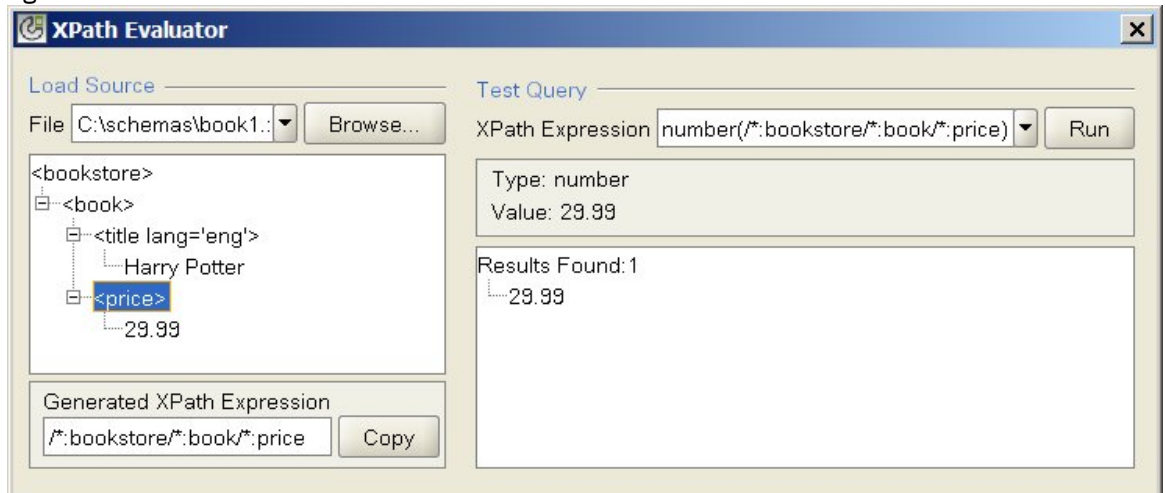 XPath Evaluator
Load Source
File C:\schemas\book1. Browse...
<bookstore>
<book>
<title lang='eng'>
Harry Potter
<price>
29.99
Generated XPath Expression
/*:bookstore/*:book/*:price Copy
Test Query
XPath Expression number(/*:bookstore/*:book/*:price) Run
Type: number
Value: 29.99
Results Found:1
29.99